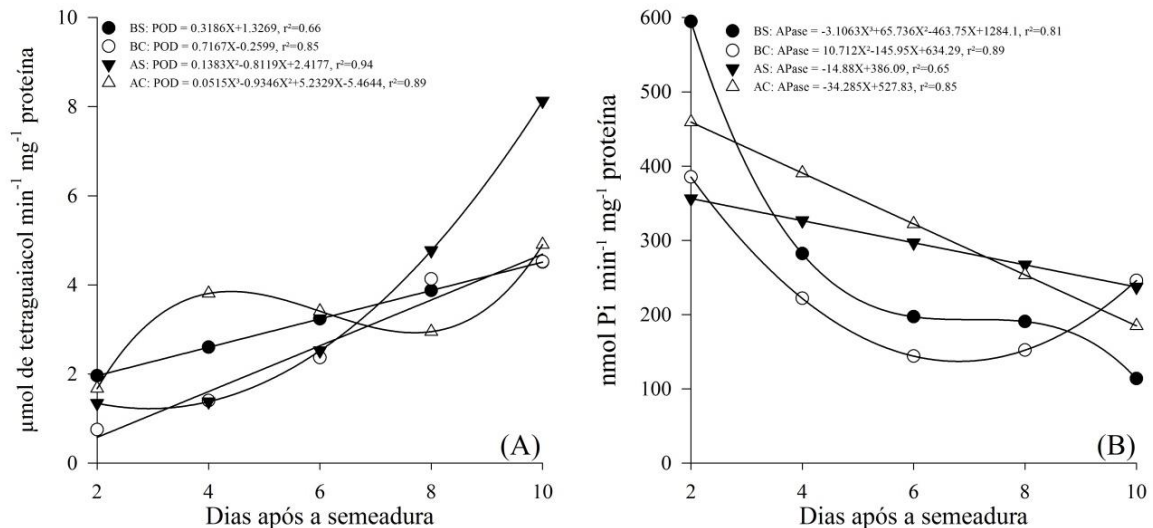 BS: POD = 0.3186X+1.3269, r²=0.66
BC: POD = 0.7167X-0.2599, r²=0.85
AS: POD = 0.1383X²-0.8119X+2.4177, r²=0.94
AC: POD = 0.0515X³-0.9346X²+5.2329X-5.4644, r²=0.89
µmol de tetraguaiacol min⁻¹ mg⁻¹ proteína
10
8
6
4
2
0
2 4 6 8 10
Dias após a semeadura
(A)
BS: APase = -3.1063X³+65.736X²-463.75X+1284.1, r²=0.81
BC: APase = 10.712X²-145.95X+634.29, r²=0.89
AS: APase = -14.88X+386.09, r²=0.65
AC: APase = -34.285X+527.83, r²=0.85
nmol Pi min⁻¹ mg⁻¹ proteína
600
500
400
300
200
100
0
2 4 6 8 10
Dias após a semeadura
(B)